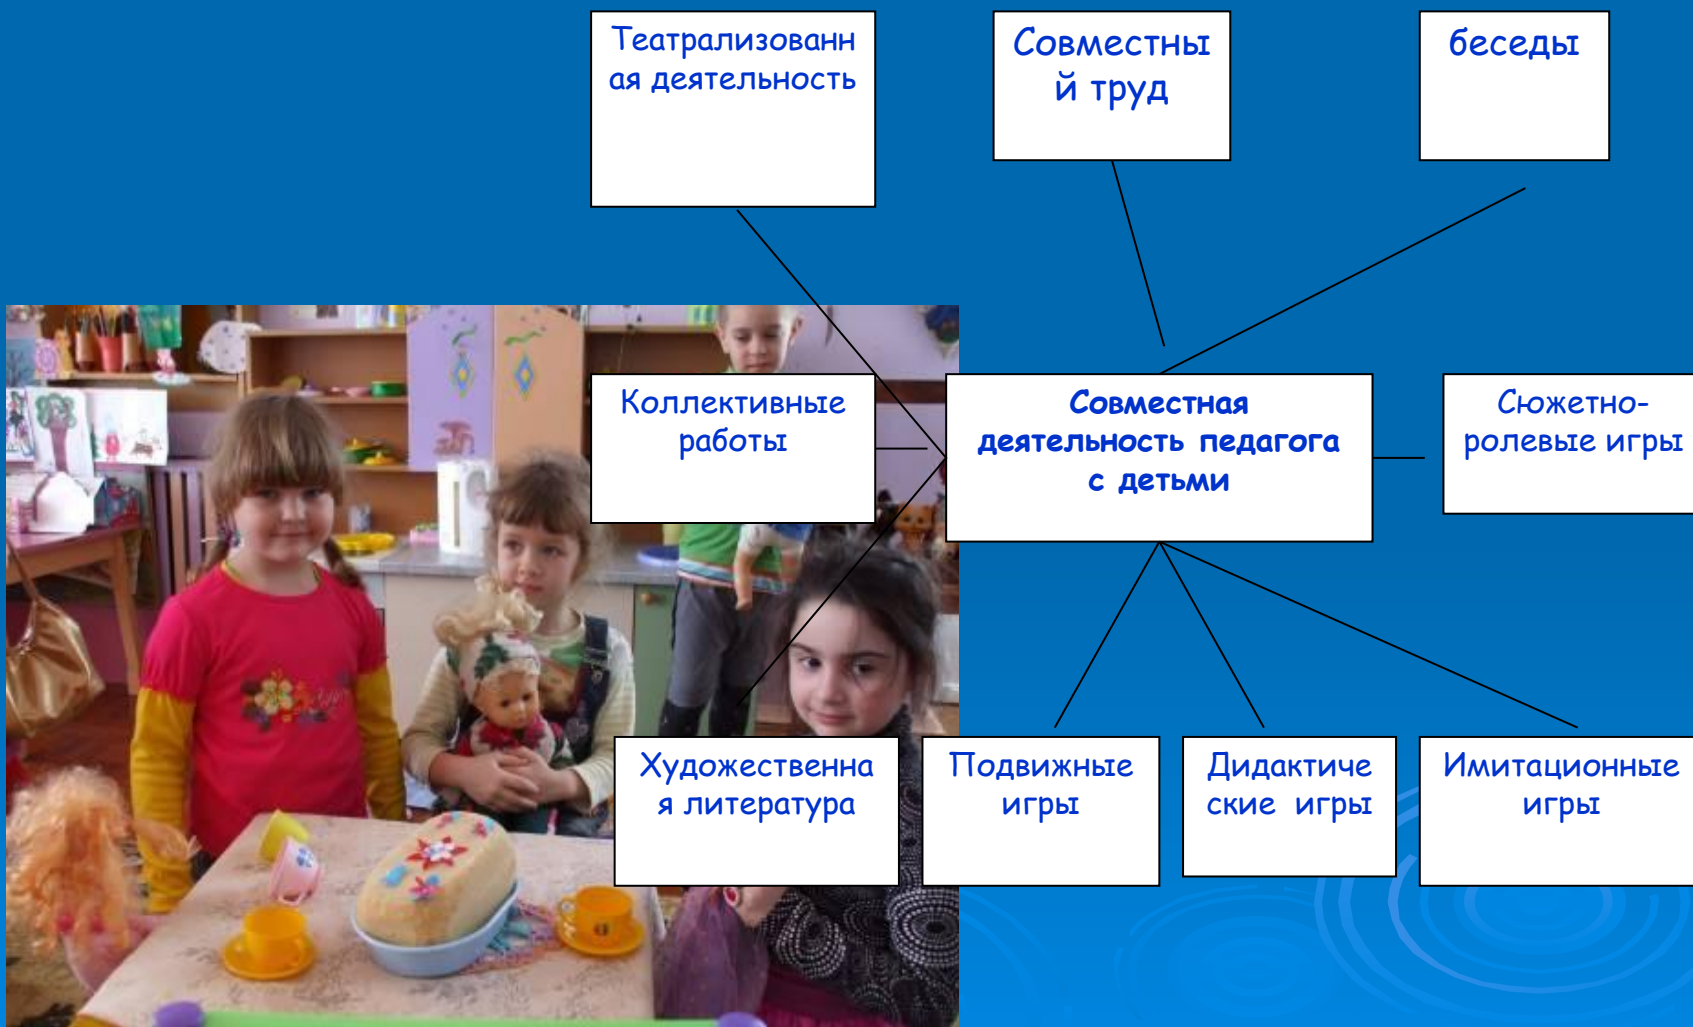 Театрализованн
ая деятельность
Совместны
й труд
беседы
Коллективные
работы
Совместная
деятельность педагога
с детьми
Сюжетно-
ролевые игры
Художественна
я литература
Подвижные
игры
Дидактиче
ские игры
Имитационные
игры